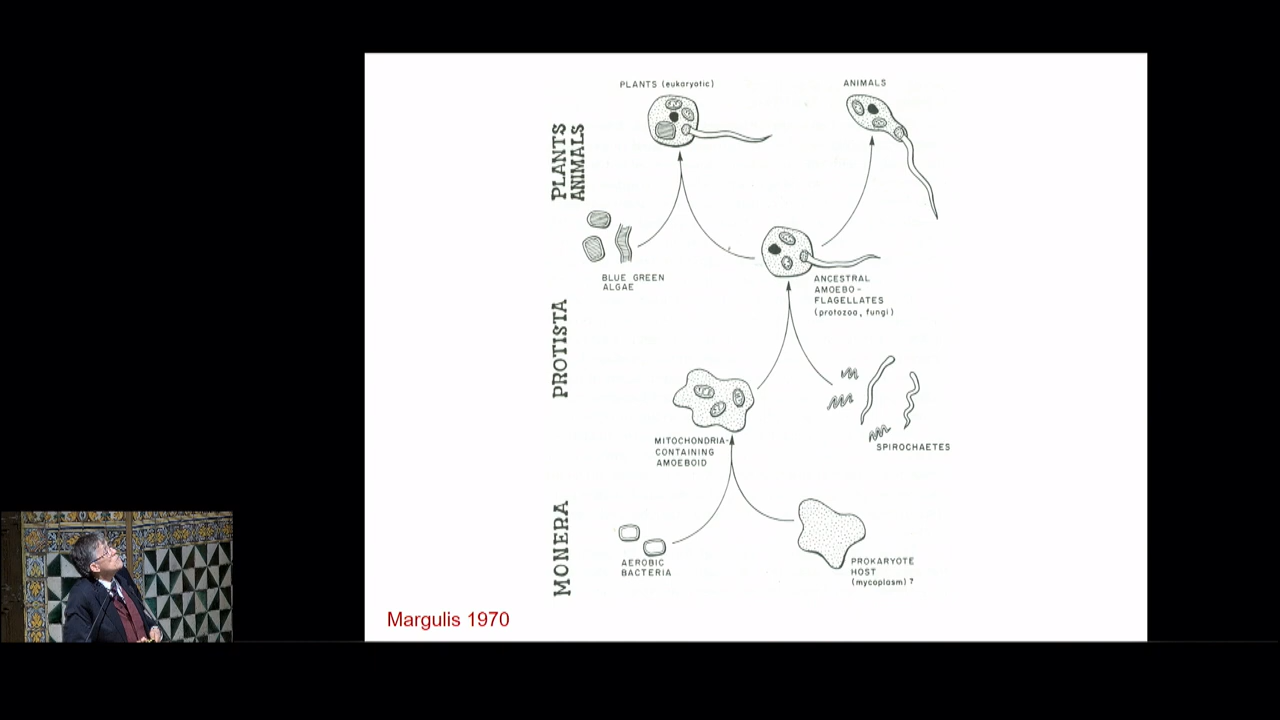 PLANTS (eukaryotic)
ANIMALS
PLANTS
ANIMALS
BLUE GREEN
ALGAE
ANCESTRAL
AMOEBO-
FLAGELLATES
(protozoa, fungi)
PROTISTA
MITOCHONDRIA-
CONTAINING
AMOEBOID
SPIROCHAETES
MONERA
AEROBIC
BACTERIA
PROKARYOTE
HOST
(mycoplasm)?
Margulis 1970